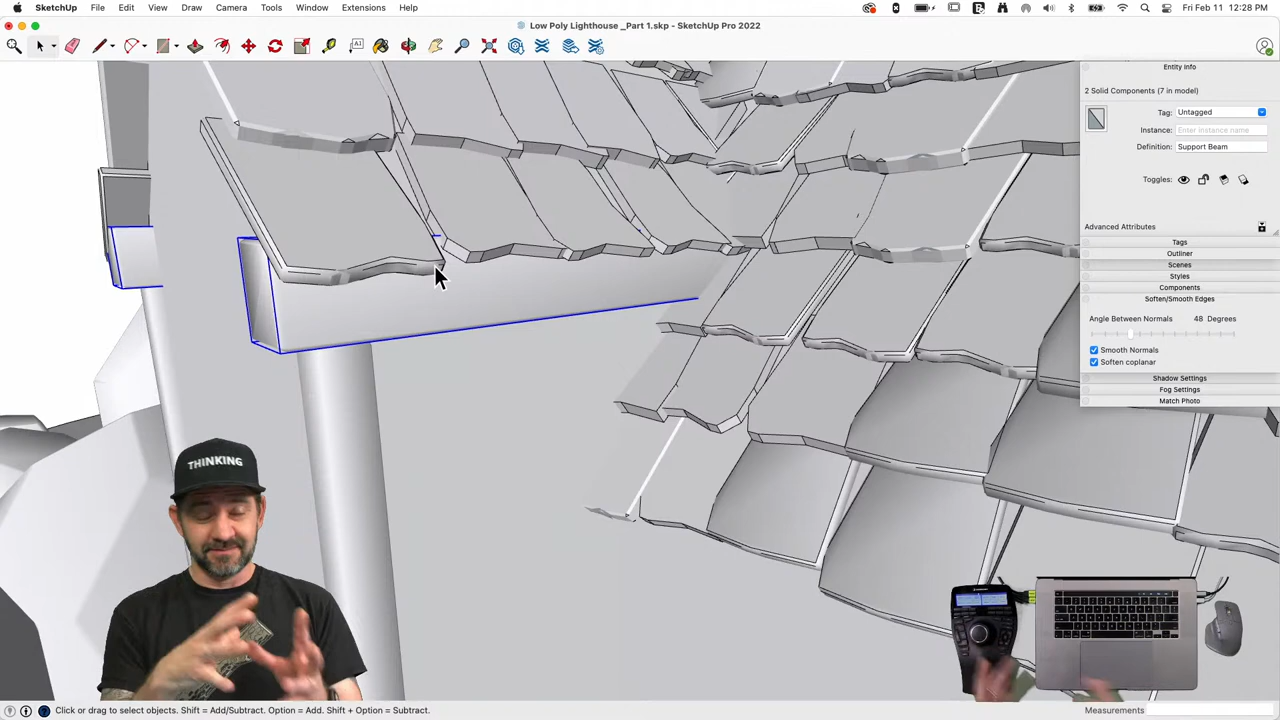 SketchUp File Edit View Draw Camera Tools Window Extensions Help
Fri Feb 11 12:28 PM
Low Poly Lighthouse _Part 1.skp - SketchUp Pro 2022
Entity Info
2 Solid Components (7 in model)
Tag: Untagged
Instance: Enter instance name
Definition: Support Beam
Toggles:
Advanced Attributes
Tags
Outliner
Scenes
Styles
Components
Soften/Smooth Edges
Angle Between Normals 48 Degrees
Smooth Normals
Soften coplanar
Shadow Settings
Fog Settings
Match Photo
THINKING
Click or drag to select objects. Shift = Add/Subtract. Option = Add. Shift + Option = Subtract.
Measurements